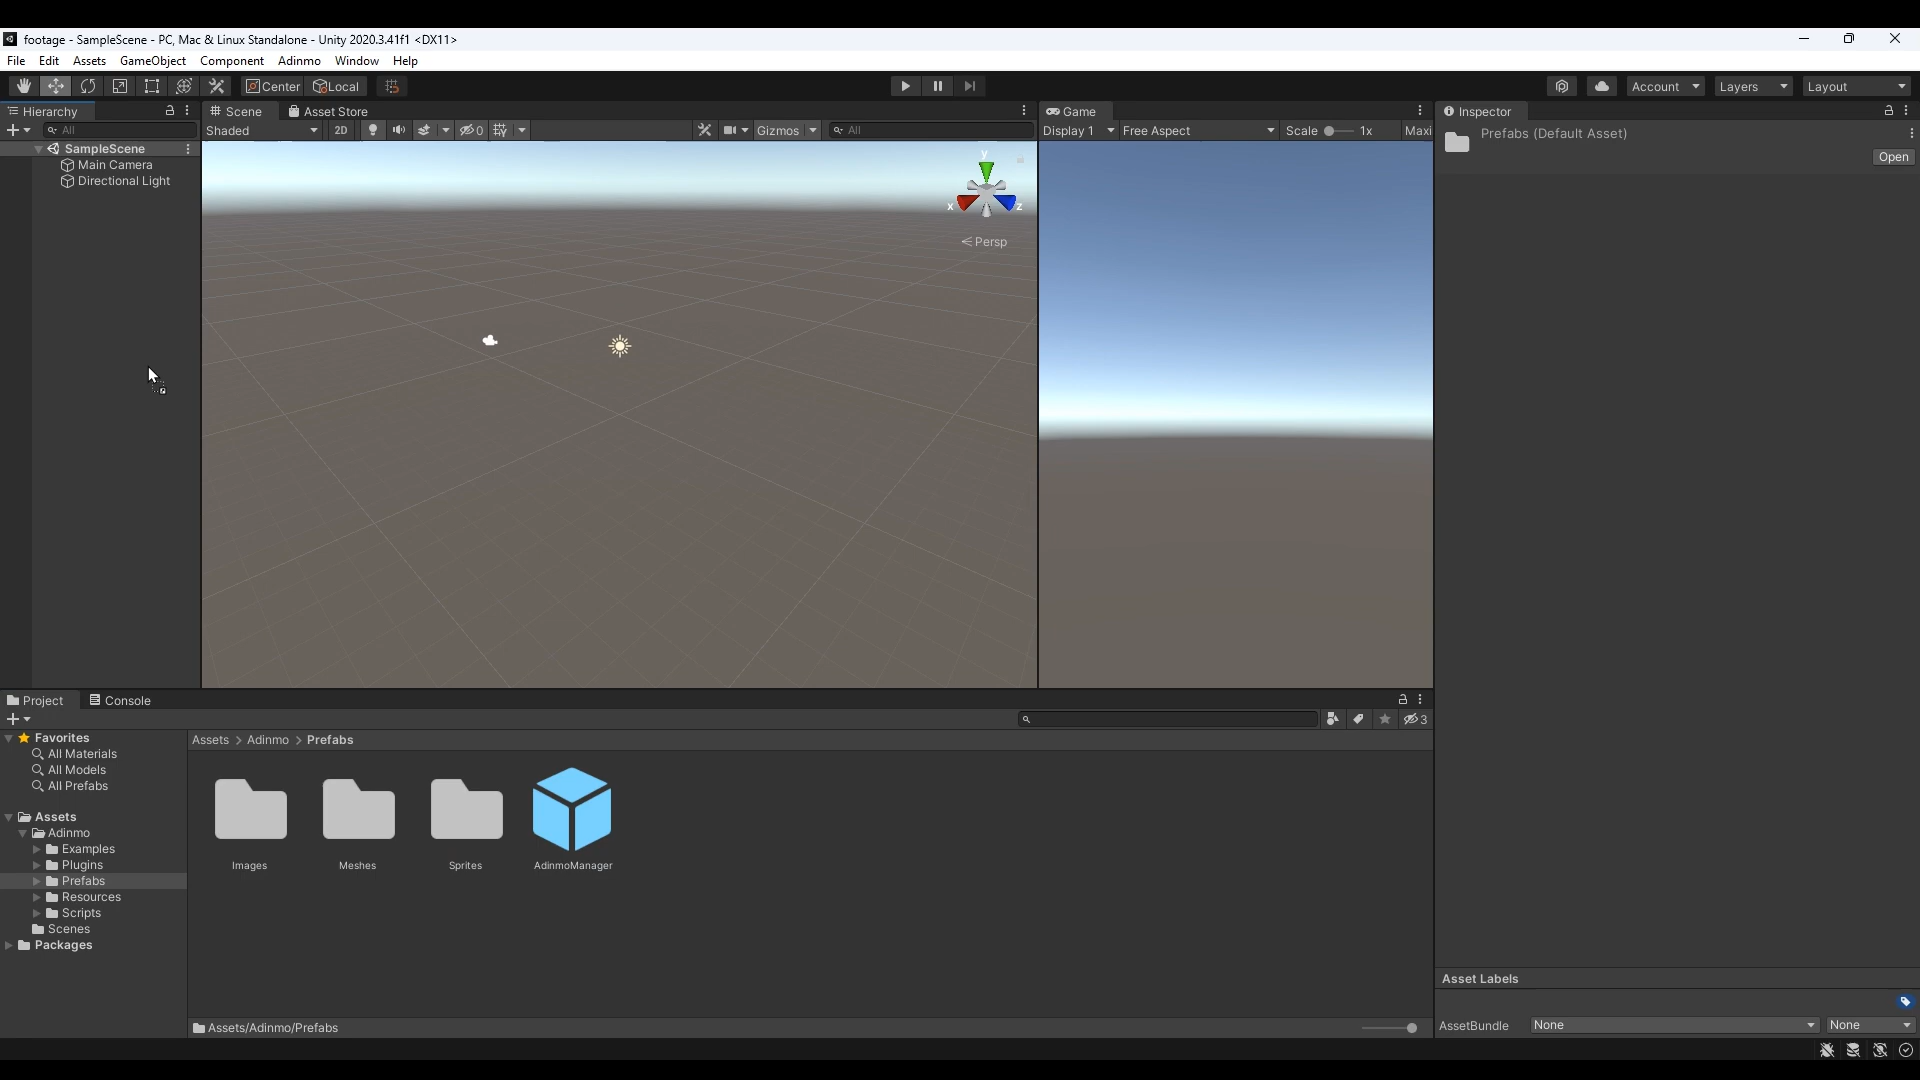 footage - SampleScene - PC, Mac & Linux Standalone - Unity 2020.3.41f1 <DX11>
File Edit Assets GameObject Component Adinmo Window Help
Center Local Account Layers Layout
Hierarchy
All
SampleScene
Main Camera
Directional Light
Scene Asset Store
Shaded 2D 0 Gizmos All
y
x z
Persp
Game
Display 1 Free Aspect Scale 1x Maxi
Inspector
Prefabs (Default Asset)
Open
Project Console
3
Favorites
All Materials
All Models
All Prefabs
Assets
Adinmo
Examples
Plugins
Prefabs
Resources
Scripts
Scenes
Packages
Assets > Adinmo > Prefabs
Images Meshes Sprites AdinmoManager
Assets/Adinmo/Prefabs
Asset Labels
AssetBundle None None